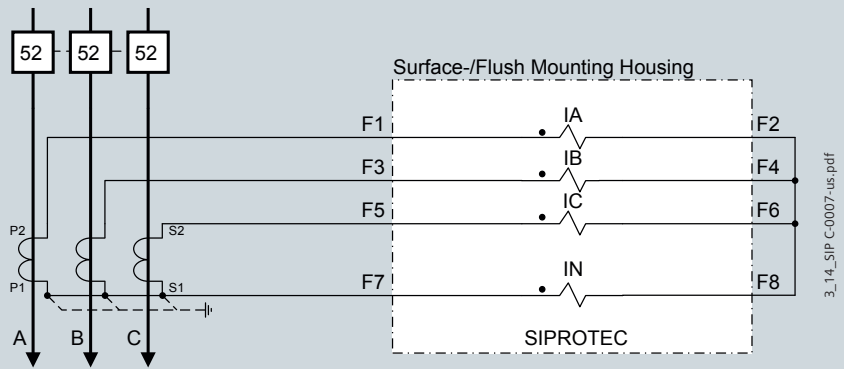 52 52 52
Surface-/Flush Mounting Housing
F1 IA F2
F3 IB F4
F5 IC F6
P2 S2
P1 S1
F7 IN F8
A B C
SIPROTEC
3_14_SIP C-0007-us.pdf